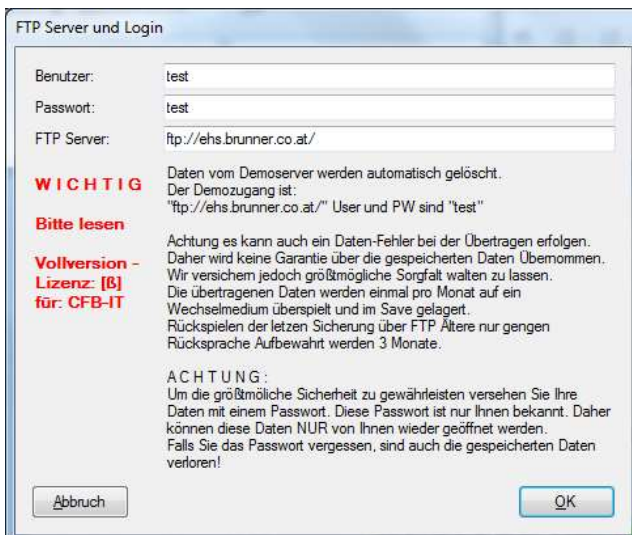 FTP Server und Login
Benutzer: test
Passwort: test
FTP Server: ftp://ehs.brunner.co.at/
W I C H T I G
Bitte lesen
Vollversion -
Lizenz: [ß]
für: CFB-IT
Daten vom Demoserver werden automatisch gelöscht.
Der Demozugang ist:
"ftp://ehs.brunner.co.at/" User und PW sind "test"
Achtung es kann auch ein Daten-Fehler bei der Übertragen erfolgen.
Daher wird keine Garantie über die gespeicherten Daten Übernommen.
Wir versichern jedoch größtmögliche Sorgfalt walten zu lassen.
Die übertragenen Daten werden einmal pro Monat auf ein
Wechselmedium überspielt und im Save gelagert.
Rückspielen der letzen Sicherung über FTP Ältere nur gengen
Rücksprache Aufbewahrt werden 3 Monate.
A C H T U N G :
Um die größtmöliche Sicherheit zu gewährleisten versehen Sie Ihre
Daten mit einem Passwort. Diese Passwort ist nur Ihnen bekannt. Daher
können diese Daten NUR von Ihnen wieder geöffnet werden.
Falls Sie das Passwort vergessen, sind auch die gespeicherten Daten
verloren!
Abbruch
OK